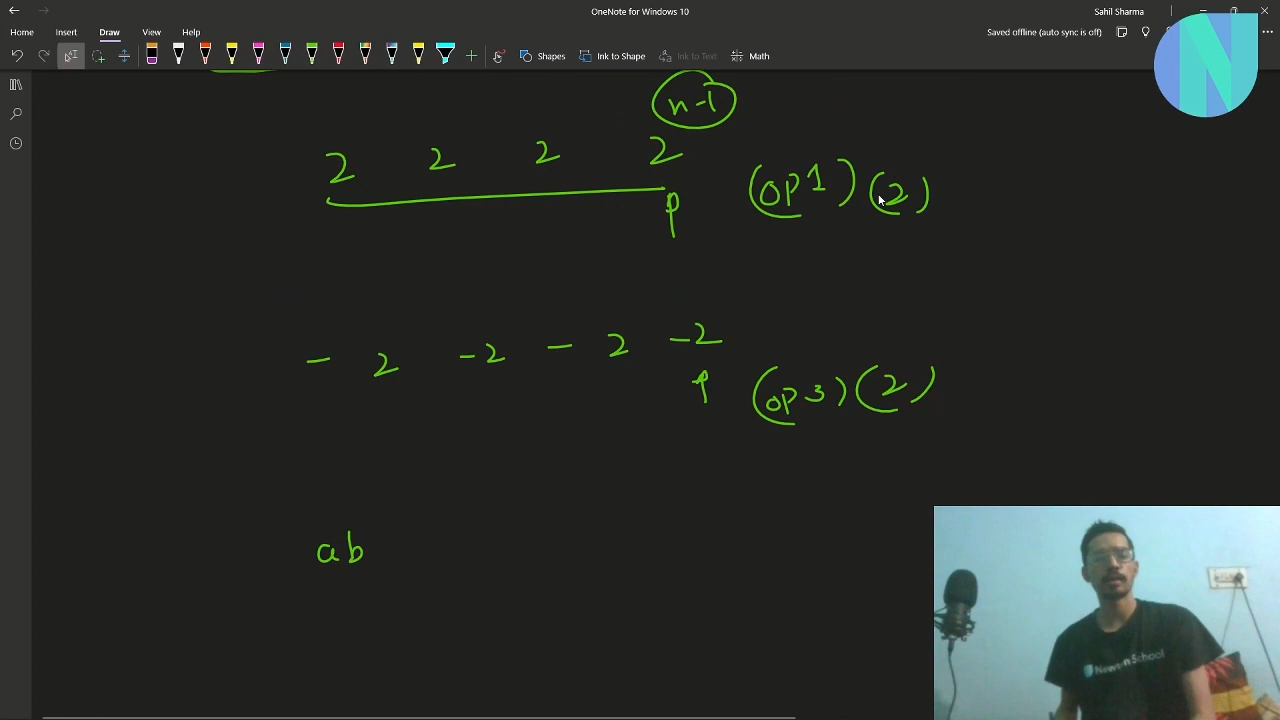 OneNote for Windows 10
Sahil Sharma
Home Insert Draw View Help
Saved offline (auto sync is off)
Shapes Ink to Shape Ink to Text Math
n-1
2 2 2 2
p (op1) (2)
- 2 -2 - 2 -2
(op3) (2)
ab
Newton School